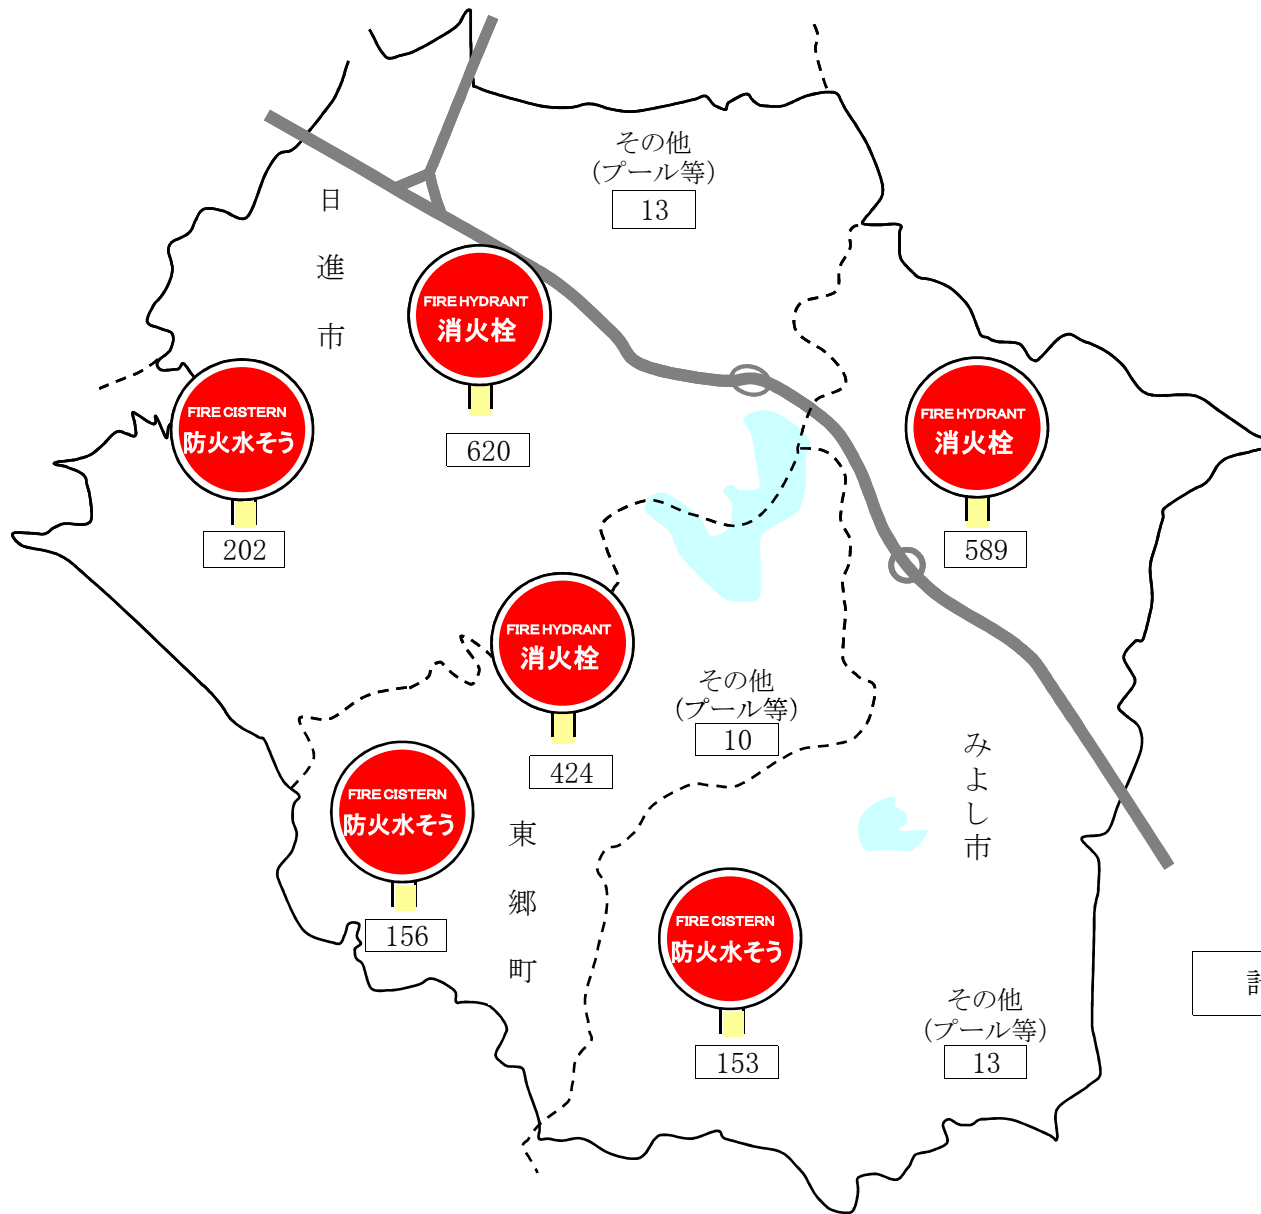 その他
(プール等)
13
日進市
FIRE HYDRANT
消火栓
620
FIRE CISTERN
防火水そう
202
FIRE HYDRANT
消火栓
589
FIRE HYDRANT
消火栓
424
その他
(プール等)
10
みよし市
FIRE CISTERN
防火水そう
156
東郷町
FIRE CISTERN
防火水そう
153
その他
(プール等)
13